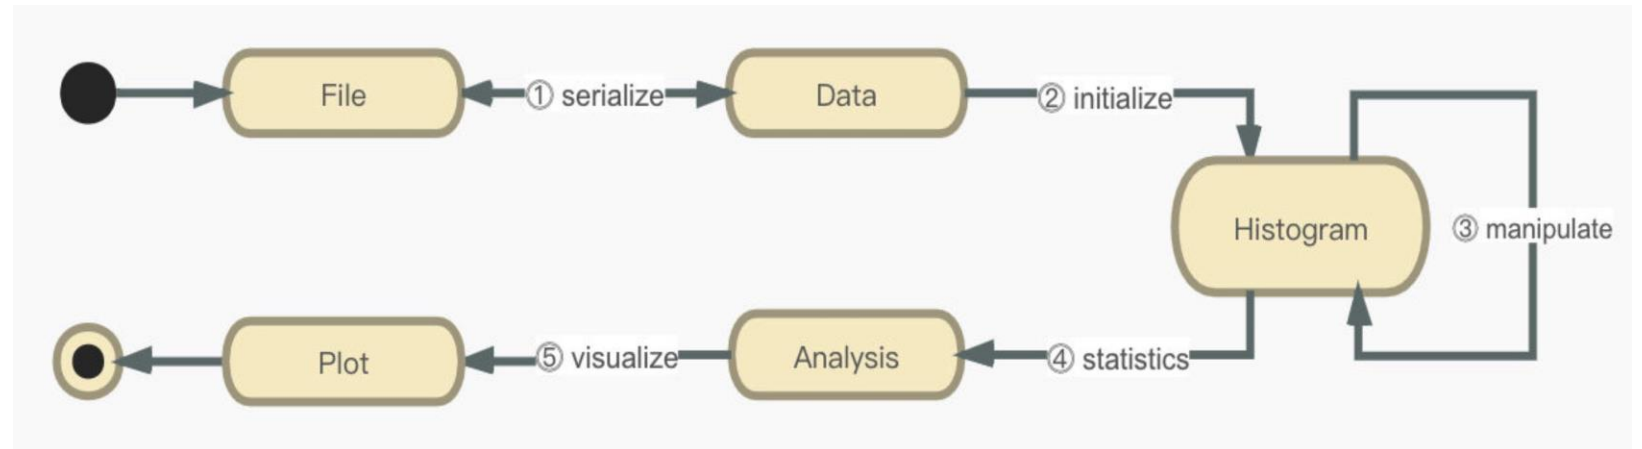 File
① serialize
Data
② initialize
Histogram
③ manipulate
④ statistics
Analysis
⑤ visualize
Plot